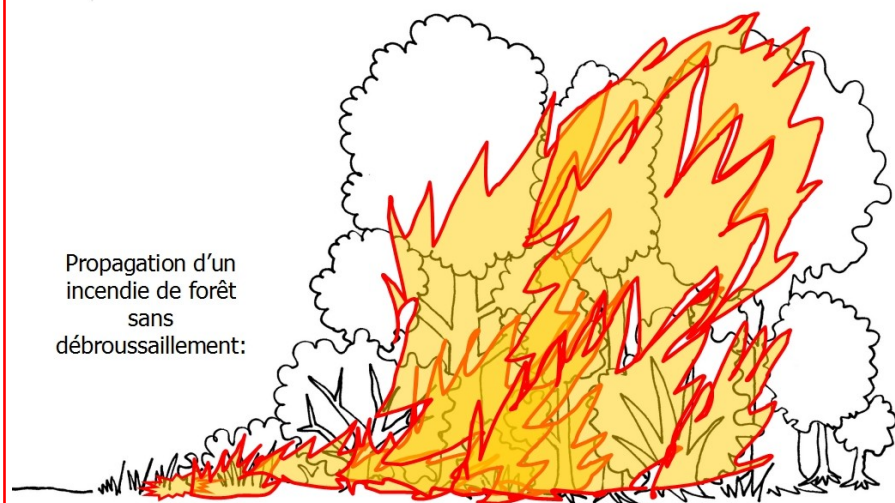 Propagation d’un
incendie de forêt
sans
débroussaillement: